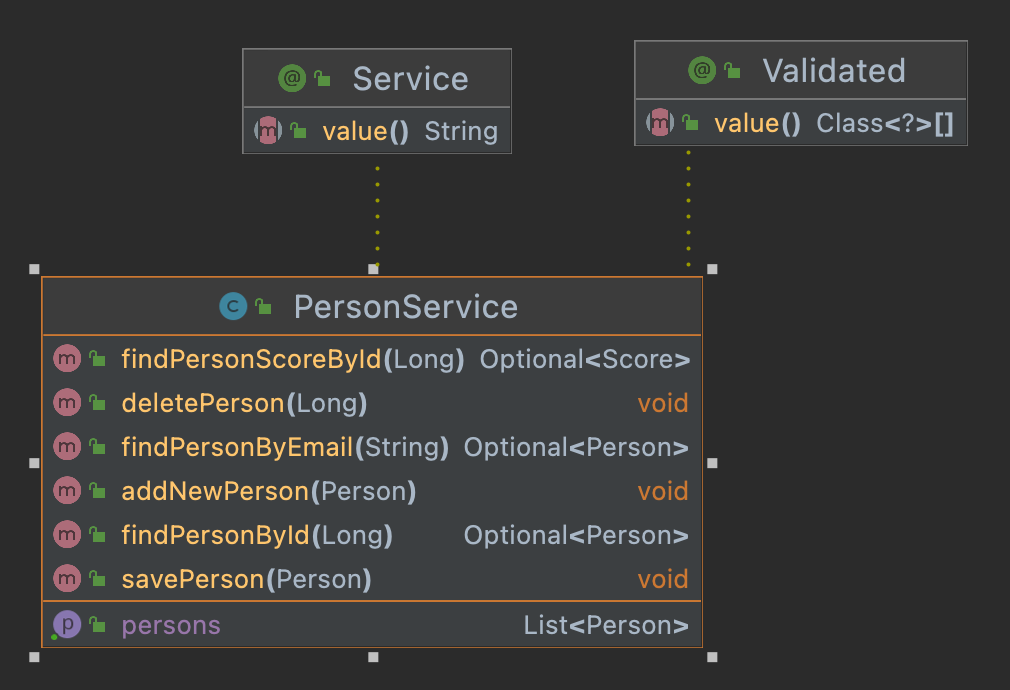 @ Service
m value() String
@ Validated
m value() Class<?>[]
C PersonService
m findPersonScoreById(Long) Optional<Score>
m deletePerson(Long) void
m findPersonByEmail(String) Optional<Person>
m addNewPerson(Person) void
m findPersonById(Long) Optional<Person>
m savePerson(Person) void
p persons List<Person>